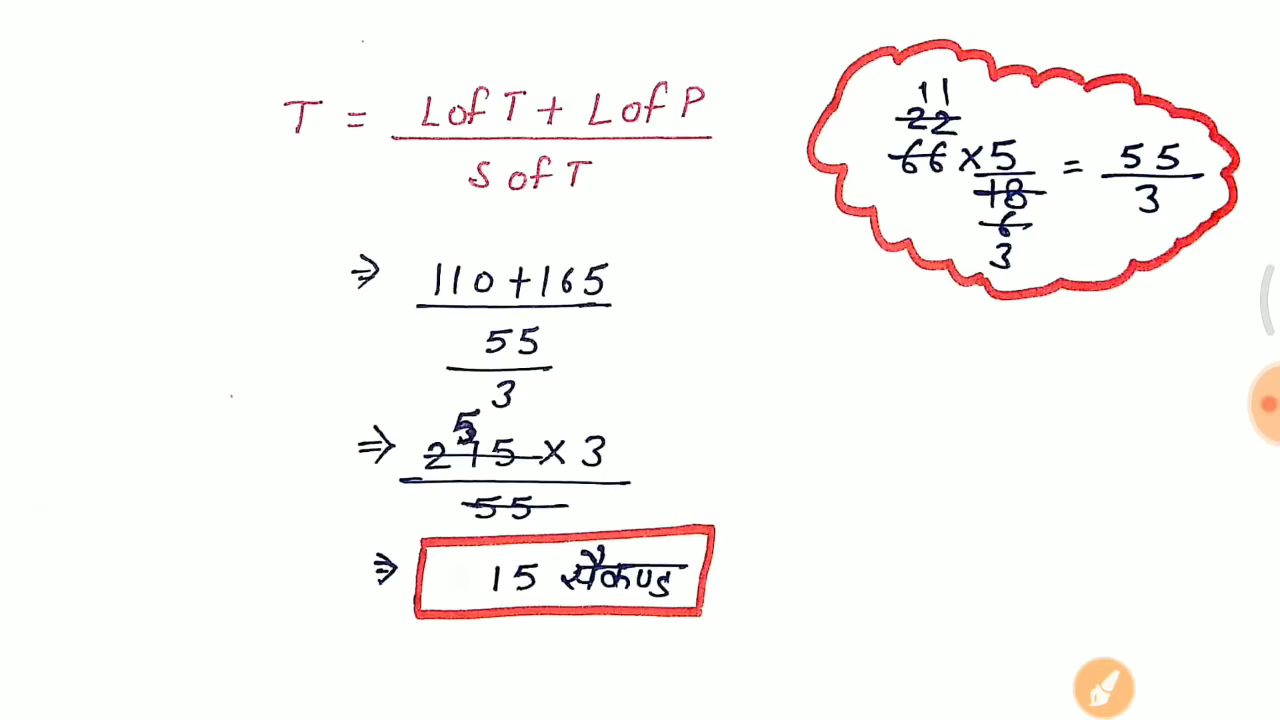 T = L of T + L of P
S of T
⇒ 110 + 165
55
3
5
⇒ 275 × 3
55
⇒ 15 सैकण्ड
11
22
66 × 5 = 55
18 3
6
3